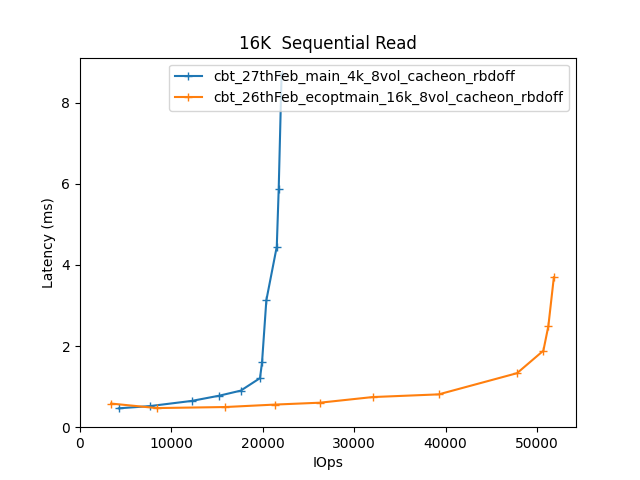 16K  Sequential Read
cbt_27thFeb_main_4k_8vol_cacheon_rbdoff
cbt_26thFeb_ecoptmain_16k_8vol_cacheon_rbdoff
Latency (ms)
8
6
4
2
0
0 10000 20000 30000 40000 50000
IOps